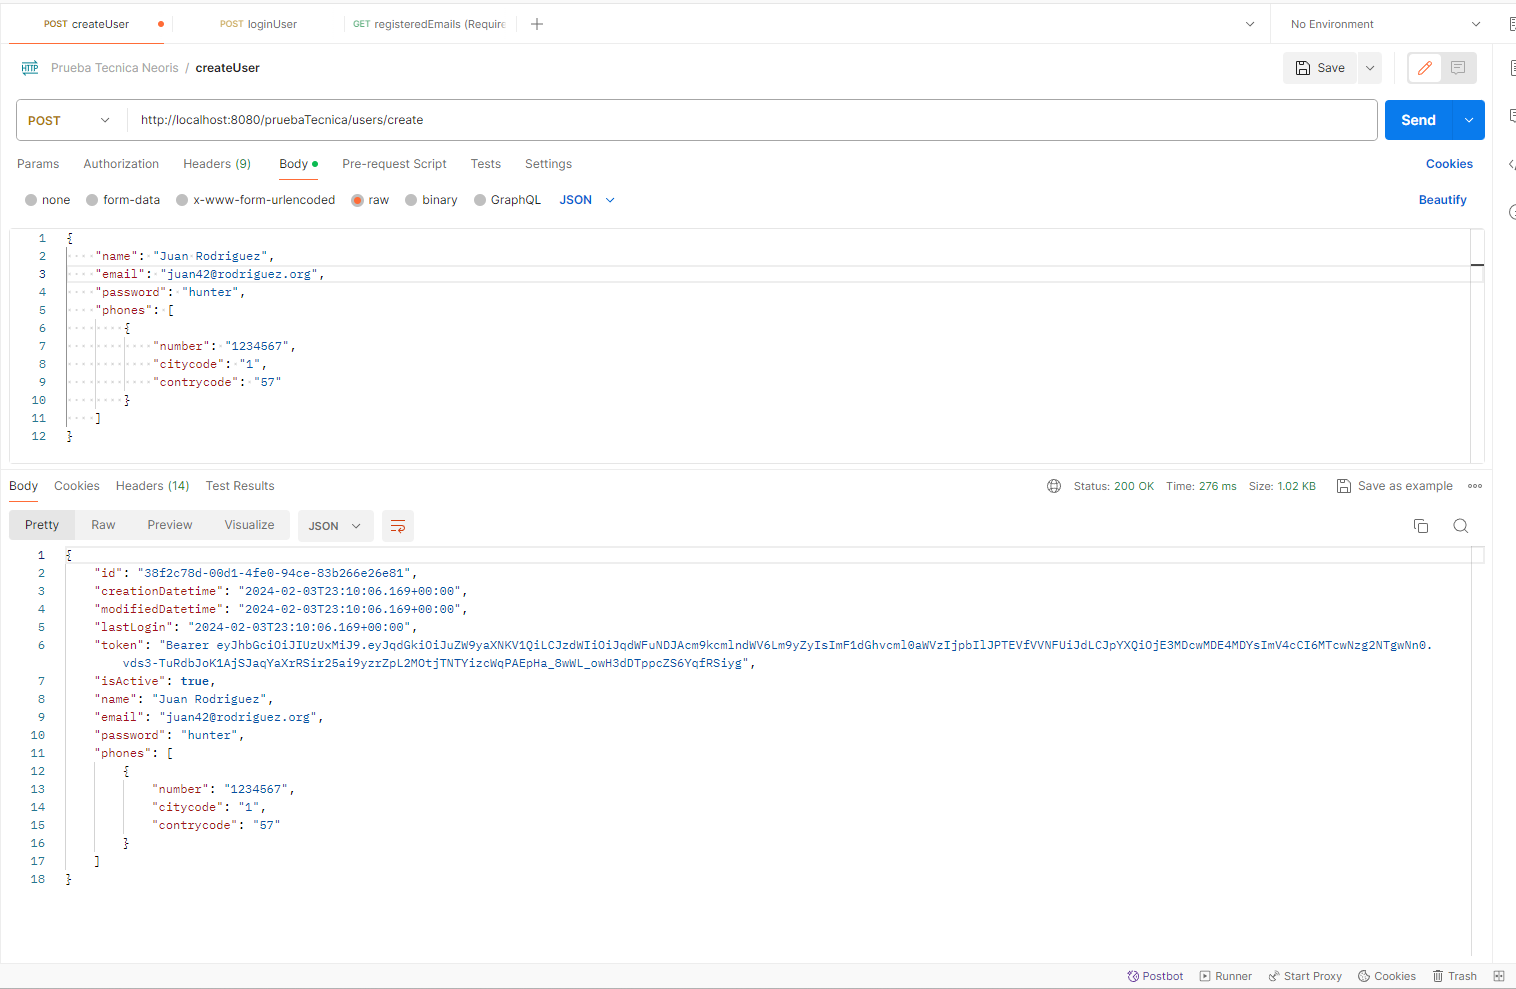 POST createUser
POST loginUser
GET registeredEmails (Require
No Environment
HTTP
Prueba Tecnica Neoris / createUser
Save
POST
http://localhost:8080/pruebaTecnica/users/create
Send
Params
Authorization
Headers (9)
Body
Pre-request Script
Tests
Settings
Cookies
none
form-data
x-www-form-urlencoded
raw
binary
GraphQL
JSON
Beautify
1 {
2 "name": "Juan Rodriguez",
3 "email": "juan42@rodriguez.org",
4 "password": "hunter",
5 "phones": [
6 {
7 "number": "1234567",
8 "citycode": "1",
9 "contrycode": "57"
10 }
11 ]
12 }
Body
Cookies
Headers (14)
Test Results
Status: 200 OK
Time: 276 ms
Size: 1.02 KB
Save as example
Pretty
Raw
Preview
Visualize
JSON
1 {
2 "id": "38f2c78d-00d1-4fe0-94ce-83b266e26e81",
3 "creationDatetime": "2024-02-03T23:10:06.169+00:00",
4 "modifiedDatetime": "2024-02-03T23:10:06.169+00:00",
5 "lastLogin": "2024-02-03T23:10:06.169+00:00",
6 "token": "Bearer eyJhbGciOiJIUzUxMiJ9.eyJqdGkiOiJuZW9yaXNKV1QiLCJzdWIiOiJqdWFuNDJAcm9kcmlndWV6Lm9yZyIsImF1dGhvcml0aWVzIjpbIlJPTEVfVVNFUiJdLCJpYXQiOjE3MDcwMDE4MDYsImV4cCI6MTcwNzg2NTgwNn0.
vds3-TuRdbJoK1AjSJaqYaXrRSir25ai9yzrZpL2MOtjTNTYizcWqPAEpHa_8wWL_owH3dDTppcZS6YqfRSiyg",
7 "isActive": true,
8 "name": "Juan Rodriguez",
9 "email": "juan42@rodriguez.org",
10 "password": "hunter",
11 "phones": [
12 {
13 "number": "1234567",
14 "citycode": "1",
15 "contrycode": "57"
16 }
17 ]
18 }
Postbot
Runner
Start Proxy
Cookies
Trash